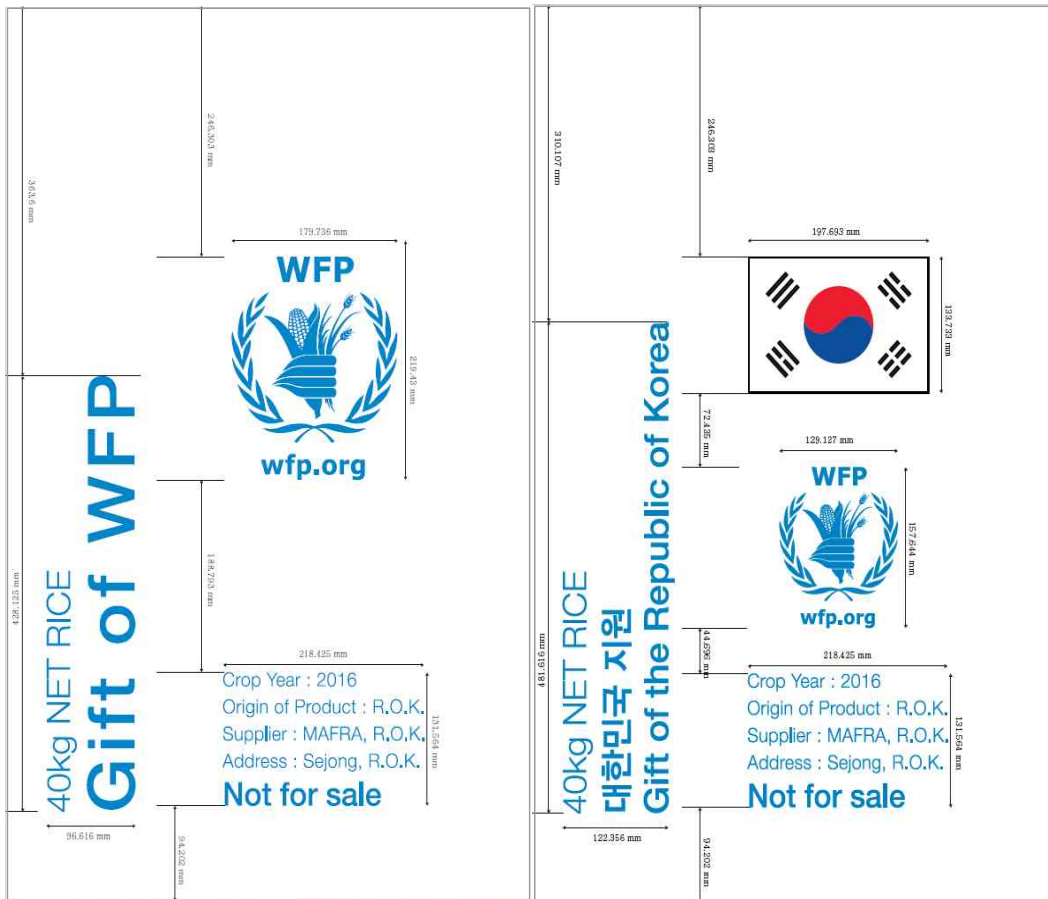 363.6 mm
246.303 mm
179.736 mm
WFP
219.43 mm
wfp.org
188.793 mm
428.125 mm
40kg NET RICE
Gift of WFP
218.425 mm
Crop Year : 2016
Origin of Product : R.O.K.
Supplier : MAFRA, R.O.K.
Address : Sejong, R.O.K.
Not for sale
131.564 mm
96.616 mm
94.202 mm
310.107 mm
246.303 mm
197.693 mm
133.733 mm
72.435 mm
129.127 mm
WFP
157.644 mm
wfp.org
44.696 mm
481.619 mm
40kg NET RICE
대한민국 지원
Gift of the Republic of Korea
218.425 mm
Crop Year : 2016
Origin of Product : R.O.K.
Supplier : MAFRA, R.O.K.
Address : Sejong, R.O.K.
Not for sale
131.564 mm
122.356 mm
94.202 mm